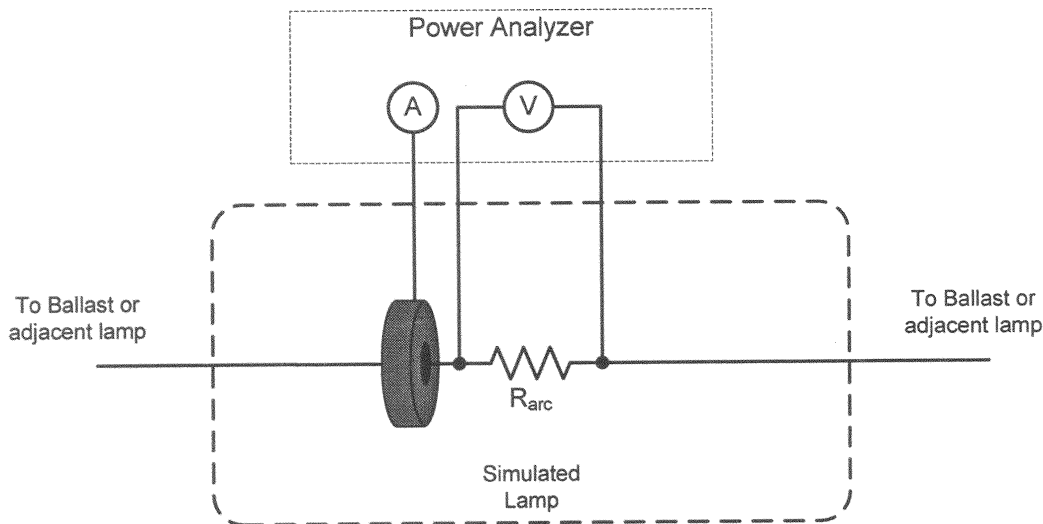 Power Analyzer
A
V
To Ballast or
adjacent lamp
To Ballast or
adjacent lamp
Rarc
Simulated
Lamp